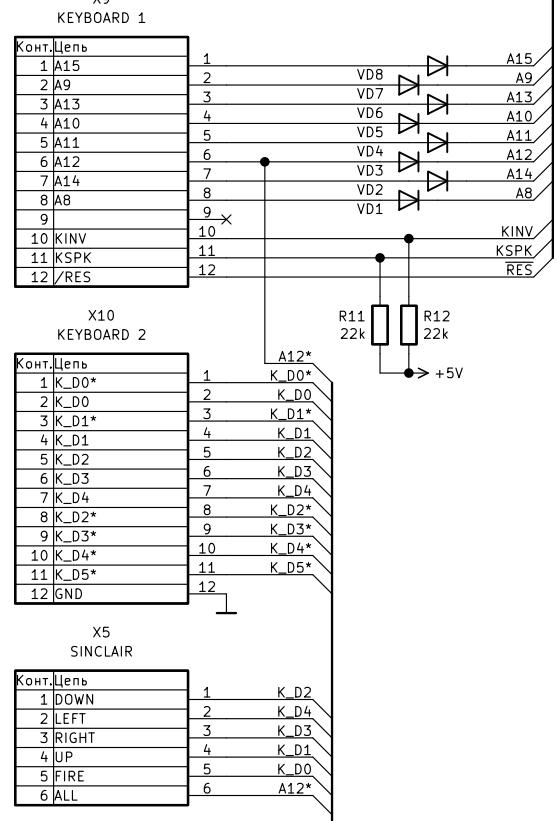 X9
KEYBOARD 1
Конт. Цепь
1 A15 1 A15
2 A9 2 VD8 A9
3 A13 3 VD7 A13
4 A10 4 VD6 A10
5 A11 5 VD5 A11
6 A12 6 VD4 A12
7 A14 7 VD3 A14
8 A8 8 VD2 A8
9 9 VD1
10 KINV 10 KINV
11 KSPK 11 KSPK
12 /RES 12 RES
X10
KEYBOARD 2
R11 R12
22k 22k
+5V
Конт. Цепь
A12*
1 K_D0* 1 K_D0*
2 K_D0 2 K_D0
3 K_D1* 3 K_D1*
4 K_D1 4 K_D1
5 K_D2 5 K_D2
6 K_D3 6 K_D3
7 K_D4 7 K_D4
8 K_D2* 8 K_D2*
9 K_D3* 9 K_D3*
10 K_D4* 10 K_D4*
11 K_D5* 11 K_D5*
12 GND 12
X5
SINCLAIR
Конт. Цепь
1 DOWN 1 K_D2
2 LEFT 2 K_D4
3 RIGHT 3 K_D3
4 UP 4 K_D1
5 FIRE 5 K_D0
6 ALL 6 A12*